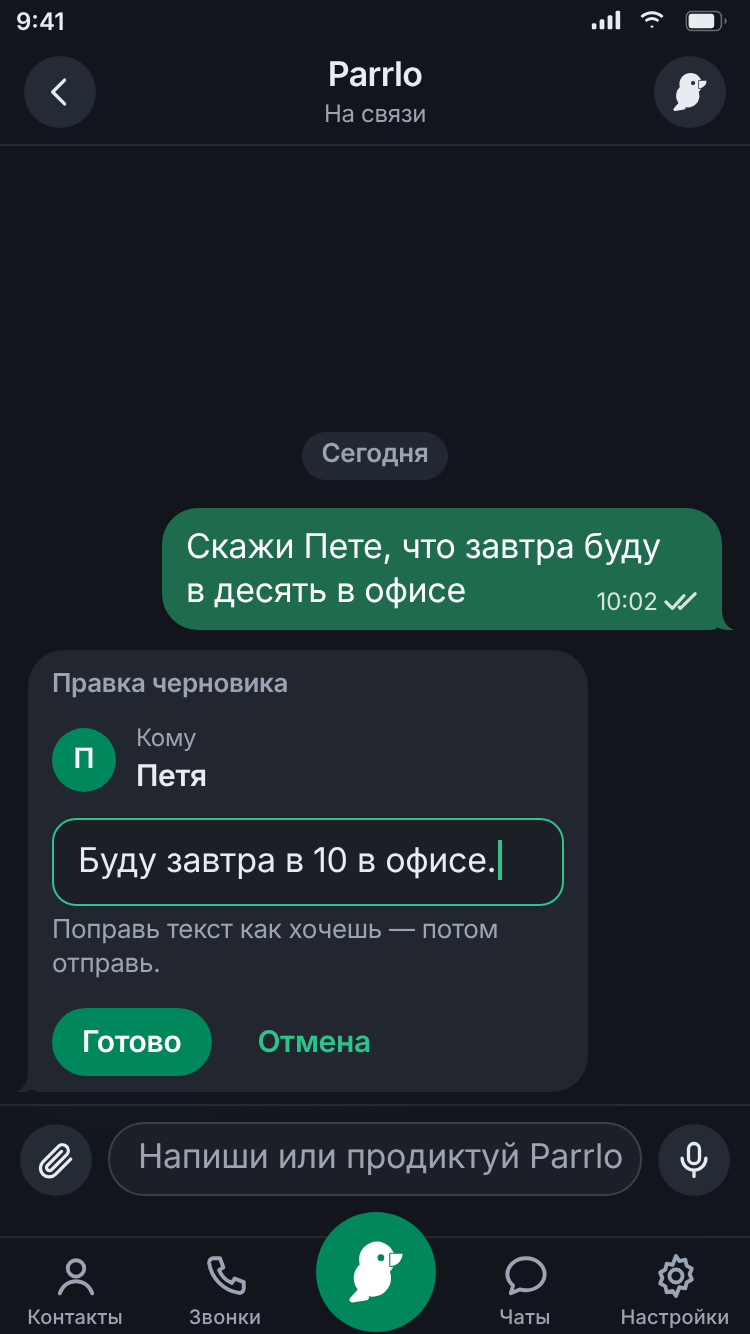 9:41
Parrlo
На связи
Сегодня
Скажи Пете, что завтра буду
в десять в офисе
10:02
Правка черновика
П
Кому
Петя
Буду завтра в 10 в офисе.
Поправь текст как хочешь — потом
отправь.
Готово
Отмена
Напиши или продиктуй Parrlo
Контакты
Звонки
Чаты
Настройки